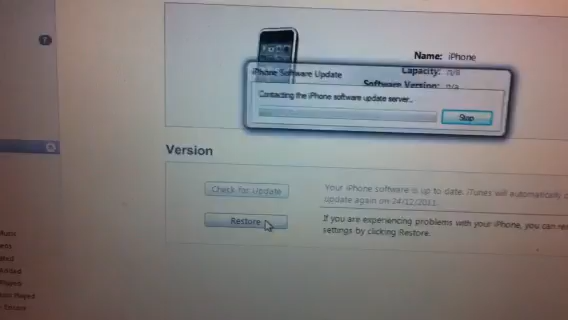 Name: iPhone
iPhone Software Update
Capacity: n/a
Software Version: n/a
Contacting the iPhone software update server...
Stop
Version
Check for Update
Your iPhone software is up to date. iTunes will automatically
update again on 24/12/2011.
Restore
If you are experiencing problems with your iPhone, you can
settings by clicking Restore.
Music
Played